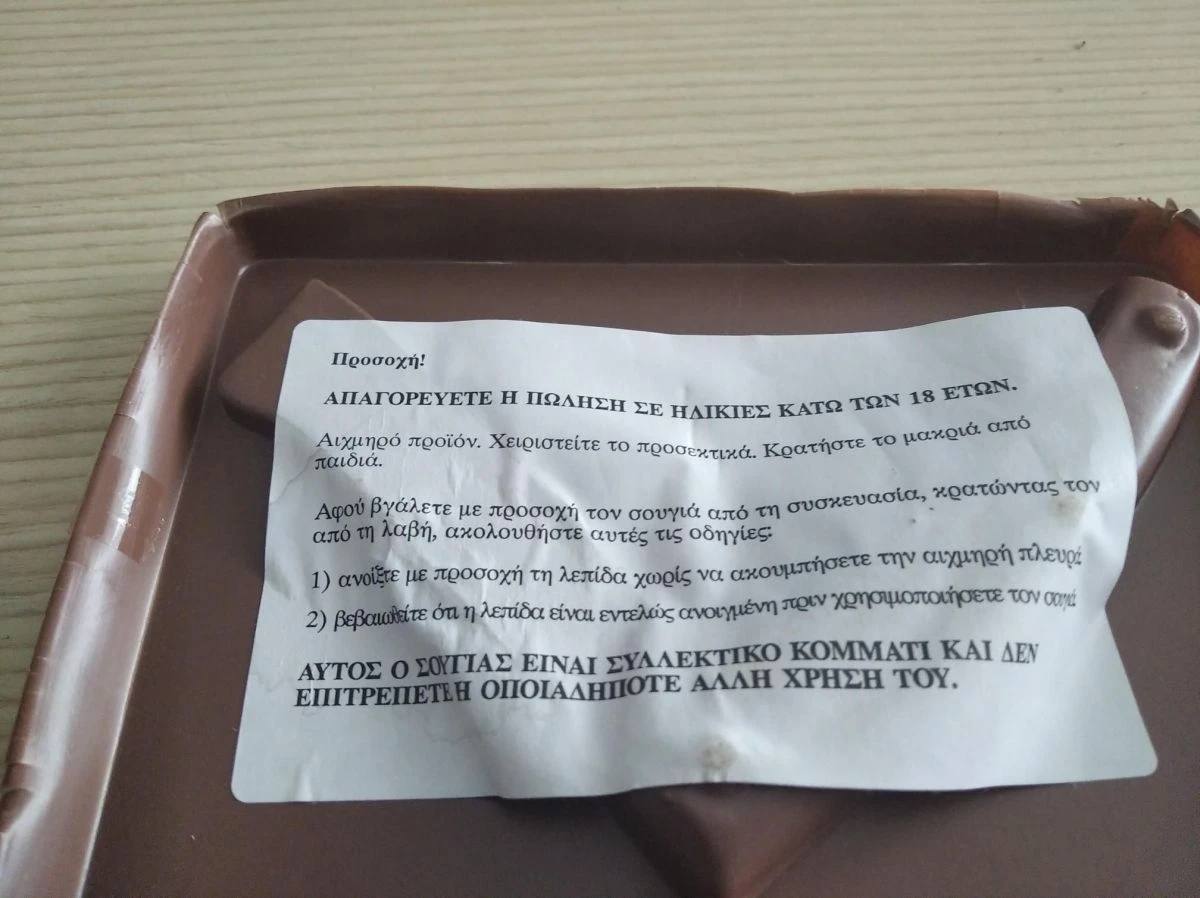 Προσοχή!
ΑΠΑΓΟΡΕΥΕΤΕ Η ΠΩΛΗΣΗ ΣΕ ΗΛΙΚΙΕΣ ΚΑΤΩ ΤΩΝ 18 ΕΤΩΝ.
Αιχμηρό προϊόν. Χειριστείτε το προσεκτικά. Κρατήστε το μακριά από
παιδιά.
Αφού βγάλετε με προσοχή τον σουγιά από τη συσκευασία, κρατώντας τον
από τη λαβή, ακολουθήστε αυτές τις οδηγίες:
1) ανοίξτε με προσοχή τη λεπίδα χωρίς να ακουμπήσετε την αιχμηρή πλευρά
2) βεβαιωθείτε ότι η λεπίδα είναι εντελώς ανοιγμένη πριν χρησιμοποιήσετε τον σουγιά
ΑΥΤΟΣ Ο ΣΟΥΓΙΑΣ ΕΙΝΑΙ ΣΥΛΛΕΚΤΙΚΟ ΚΟΜΜΑΤΙ ΚΑΙ ΔΕΝ
ΕΠΙΤΡΕΠΕΤΕ Η ΟΠΟΙΑΔΗΠΟΤΕ ΑΛΛΗ ΧΡΗΣΗ ΤΟΥ.